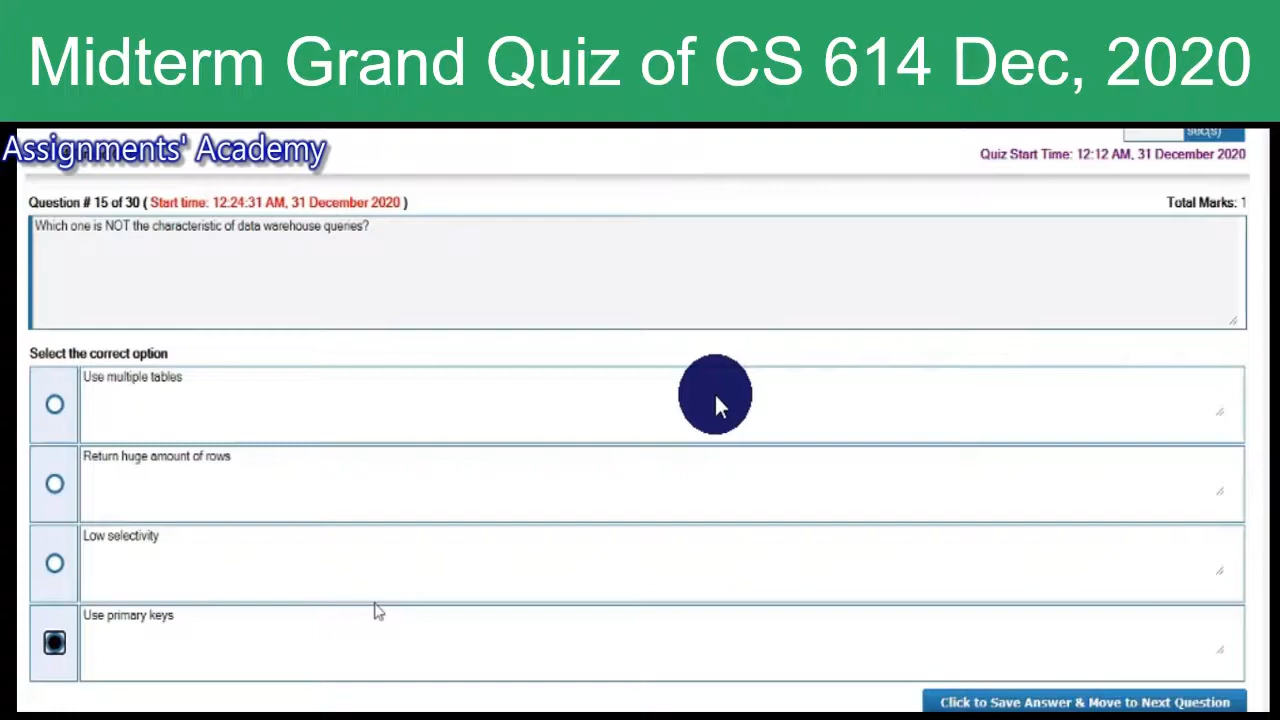 Midterm Grand Quiz of CS 614 Dec, 2020
Assignments' Academy
sec(s)
Quiz Start Time: 12:12 AM, 31 December 2020
Question # 15 of 30 ( Start time: 12:24:31 AM, 31 December 2020 )
Total Marks: 1
Which one is NOT the characteristic of data warehouse queries?
Select the correct option
Use multiple tables
Return huge amount of rows
Low selectivity
Use primary keys
Click to Save Answer & Move to Next Question